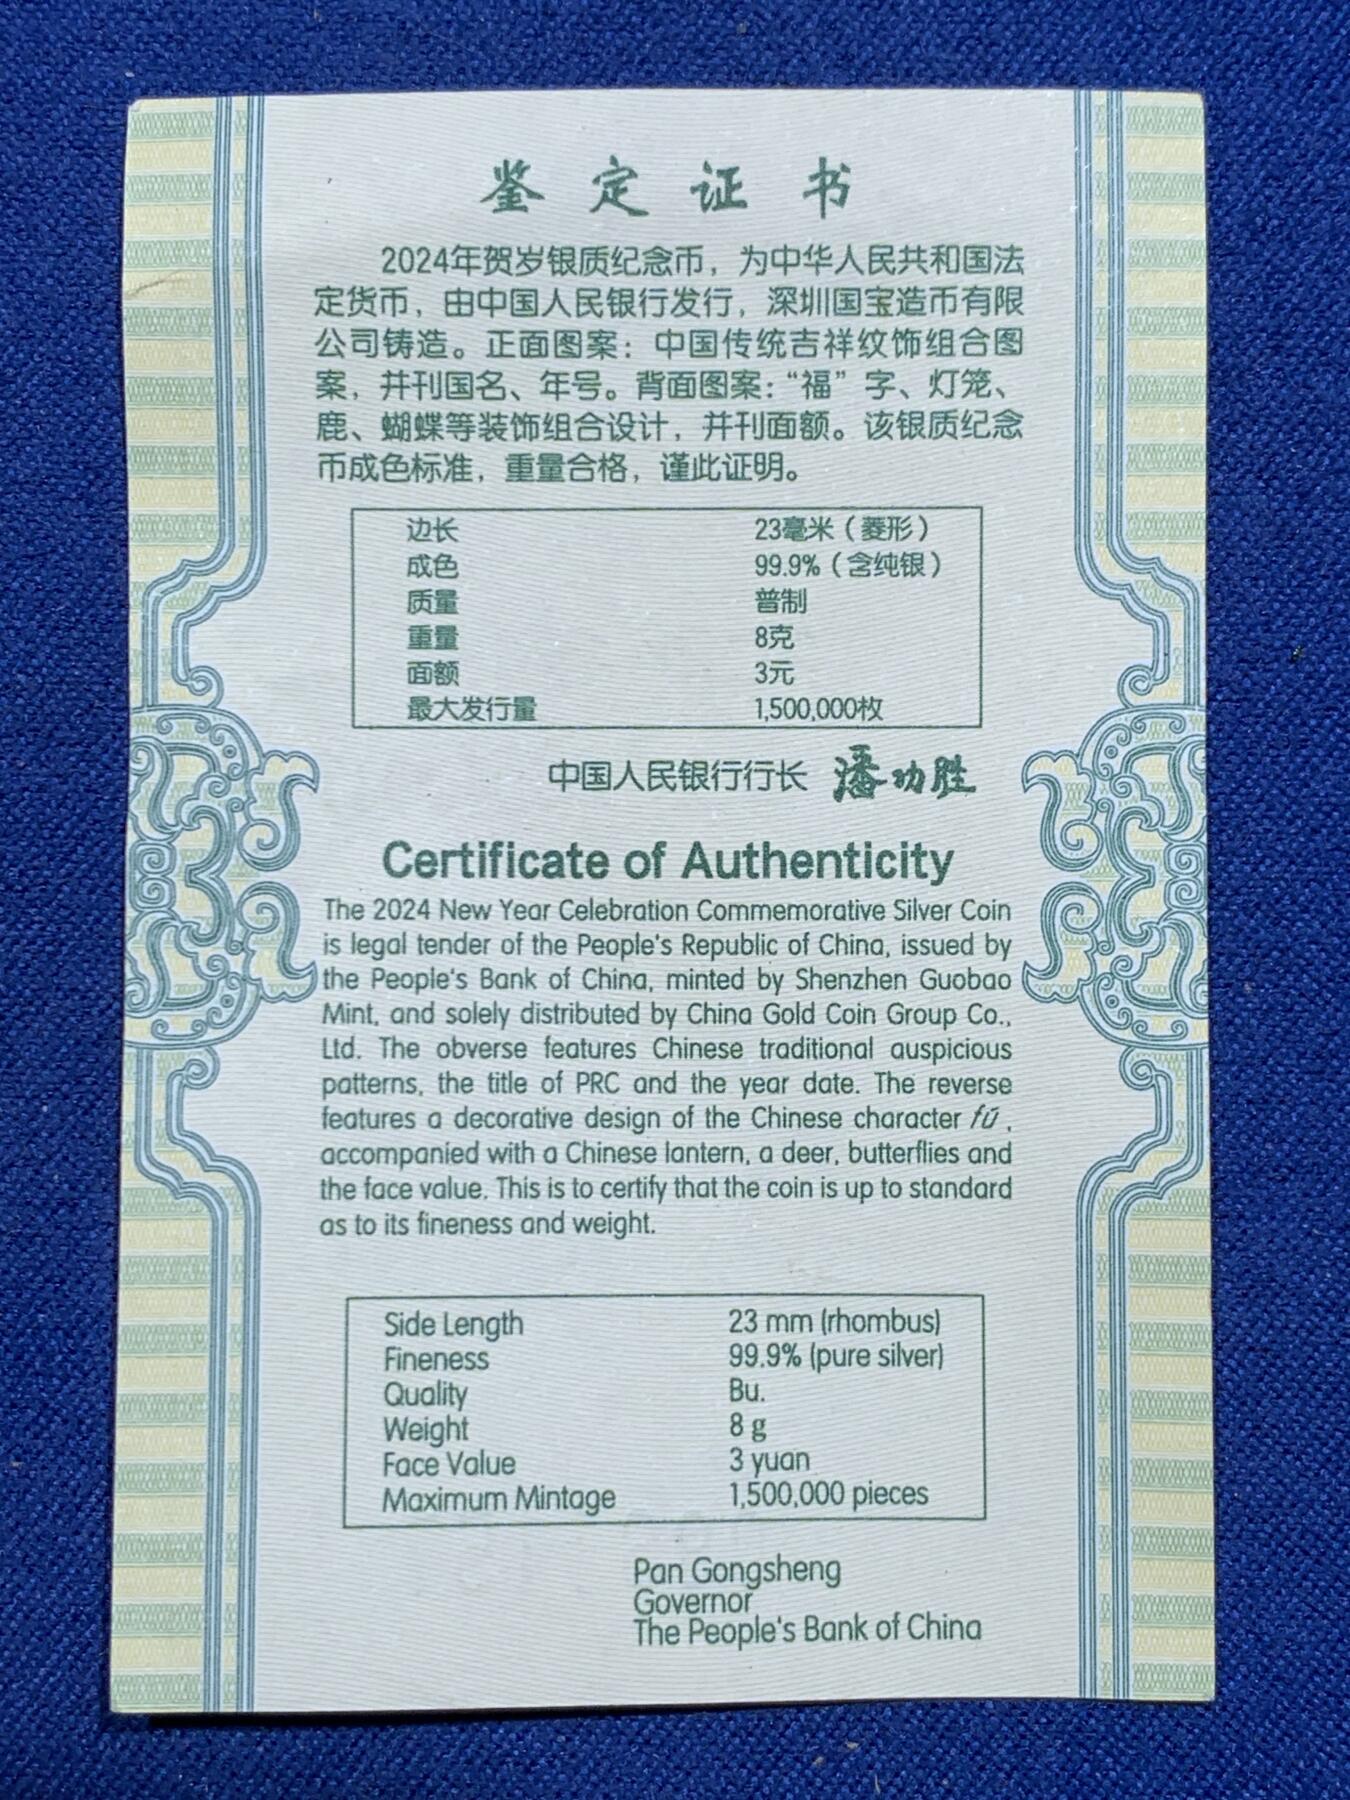 鉴定证书
2024年贺岁银质纪念币，为中华人民共和国法
定货币，由中国人民银行发行，深圳国宝造币有限
公司铸造。正面图案：中国传统吉祥纹饰组合图
案，并刊国名、年号。背面图案：“福”字、灯笼、
鹿、蝴蝶等装饰组合设计，并刊面额。该银质纪念
币成色标准，重量合格，谨此证明。
边长 23毫米（菱形）
成色 99.9%（含纯银）
质量 普制
重量 8克
面额 3元
最大发行量 1,500,000枚
中国人民银行行长 潘功胜
Certificate of Authenticity
The 2024 New Year Celebration Commemorative Silver Coin
is legal tender of the People's Republic of China, issued by
the People's Bank of China, minted by Shenzhen Guobao
Mint, and solely distributed by China Gold Coin Group Co.,
Ltd. The obverse features Chinese traditional auspicious
patterns, the title of PRC and the year date. The reverse
features a decorative design of the Chinese character fú,
accompanied with a Chinese lantern, a deer, butterflies and
the face value. This is to certify that the coin is up to standard
as to its fineness and weight.
Side Length 23 mm (rhombus)
Fineness 99.9% (pure silver)
Quality Bu.
Weight 8 g
Face Value 3 yuan
Maximum Mintage 1,500,000 pieces
Pan Gongsheng
Governor
The People's Bank of China